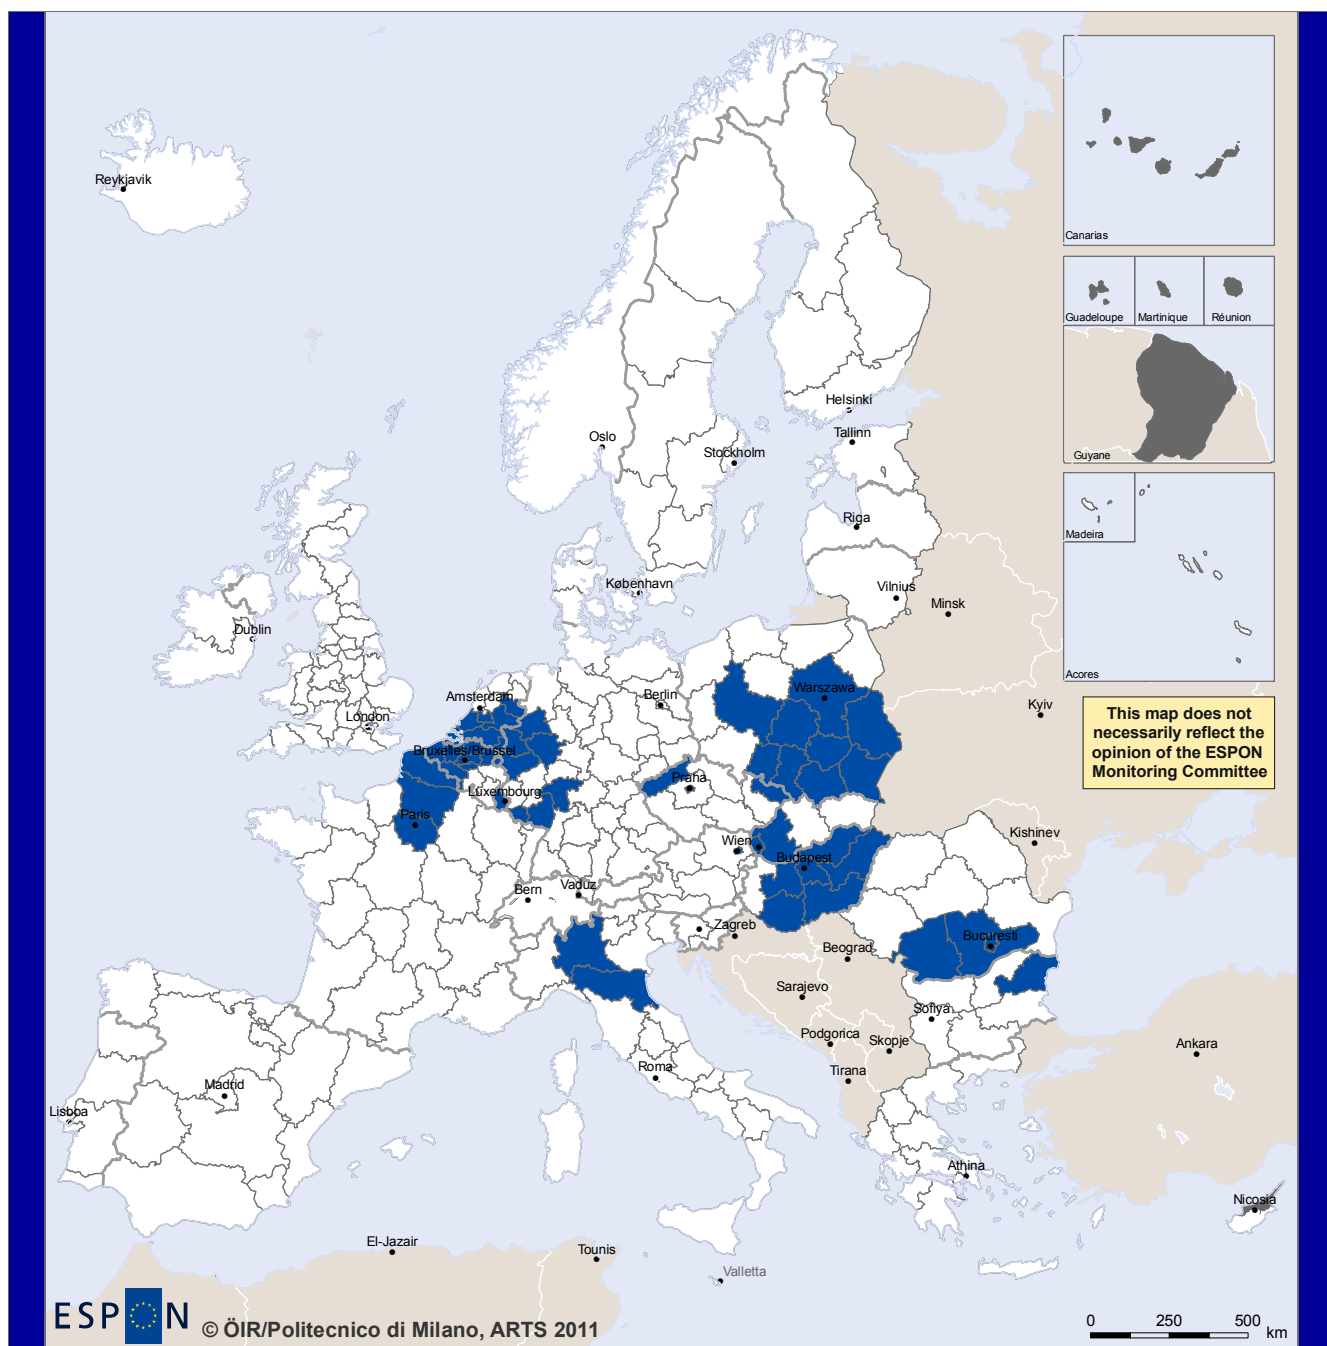 Reykjavik
Canarias
Guadeloupe
Martinique
Réunion
Guyane
Helsinki
Tallinn
Oslo
Stockholm
Madeira
Riga
København
Vilnius
Minsk
Dublin
Acores
Amsterdam
Berlin
Warszawa
London
Kyiv
This map does not
necessarily reflect the
opinion of the ESPON
Monitoring Committee
Bruxelles/Brussel
Praha
Luxembourg
Paris
Kishinev
Wien
Budapest
Bern
Vaduz
Zagreb
Bucuresti
Beograd
Sarajevo
Sofiya
Podgorica
Skopje
Ankara
Tirana
Roma
Madrid
Lisboa
Athina
Nicosia
El-Jazair
Tounis
Valletta
ESPON
© ÖIR/Politecnico di Milano, ARTS 2011
0 250 500
km